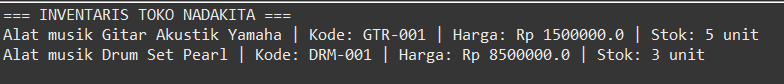 === INVENTARIS TOKO NADAKITA ===
Alat musik Gitar Akustik Yamaha | Kode: GTR-001 | Harga: Rp 1500000.0 | Stok: 5 unit
Alat musik Drum Set Pearl | Kode: DRM-001 | Harga: Rp 8500000.0 | Stok: 3 unit